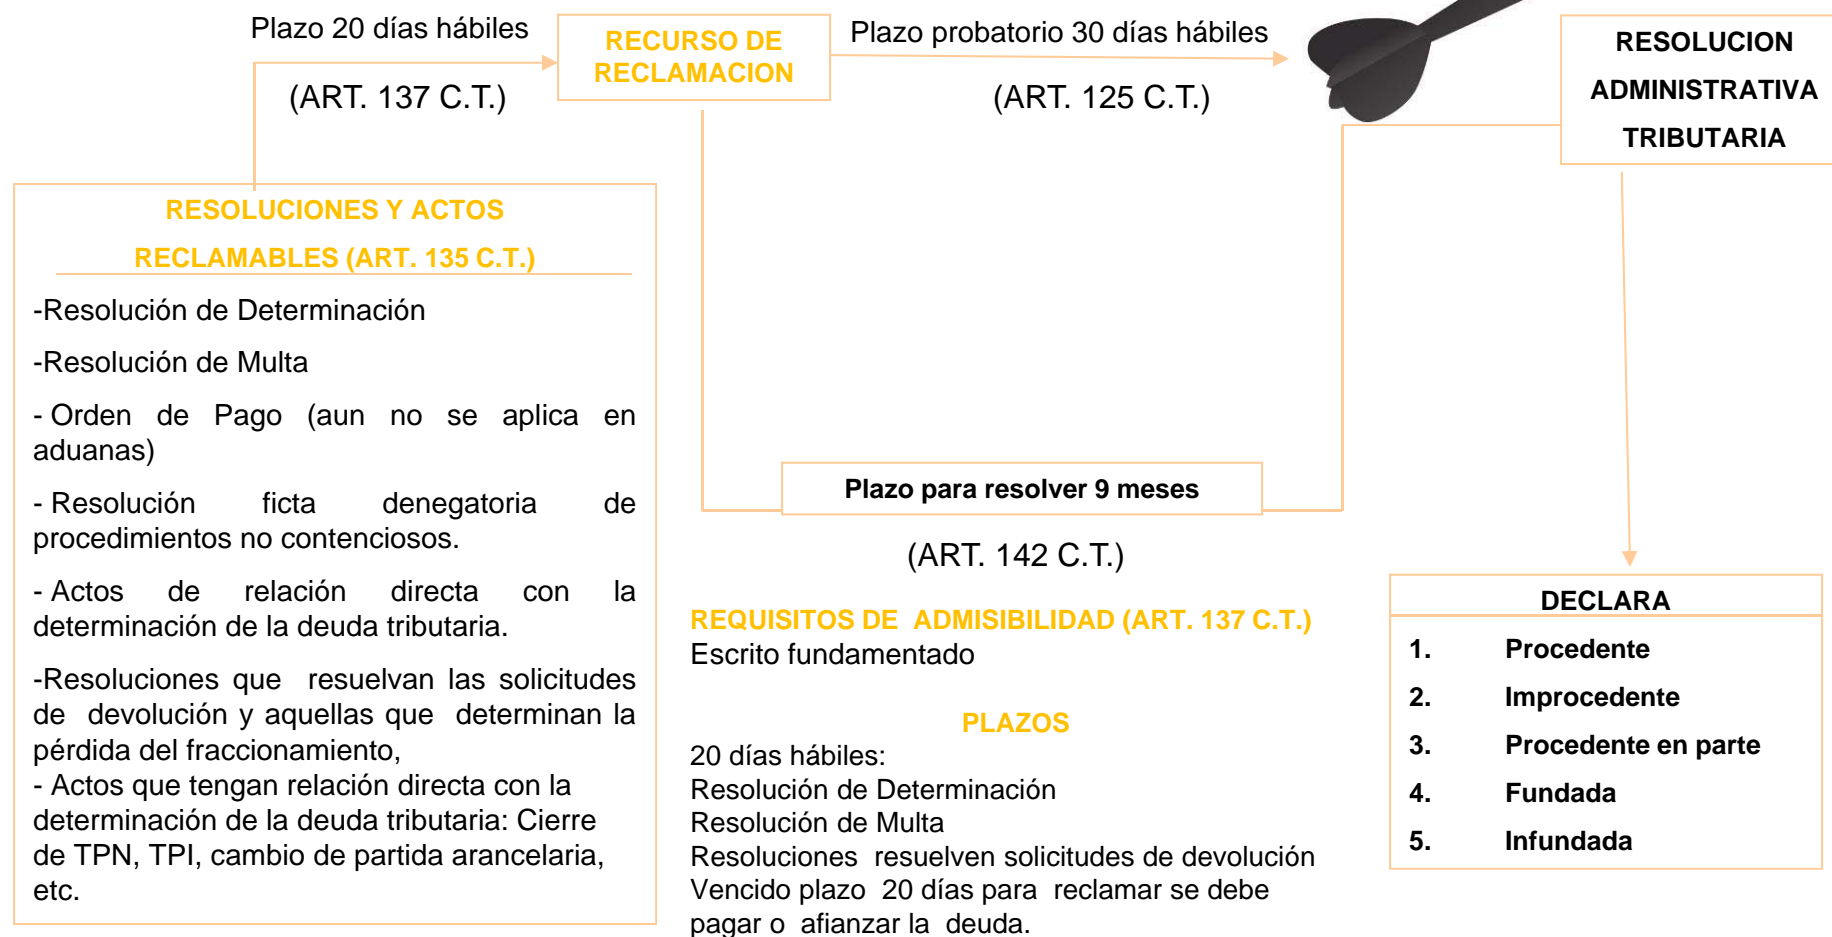 Plazo 20 días hábiles
(ART. 137 C.T.)
RECURSO DE
RECLAMACION
Plazo probatorio 30 días hábiles
(ART. 125 C.T.)
RESOLUCION
ADMINISTRATIVA
TRIBUTARIA
RESOLUCIONES Y ACTOS
RECLAMABLES (ART. 135 C.T.)
-Resolución de Determinación
-Resolución de Multa
- Orden de Pago (aun no se aplica en
aduanas)
- Resolución ficta denegatoria de
procedimientos no contenciosos.
- Actos de relación directa con la
determinación de la deuda tributaria.
-Resoluciones que resuelvan las solicitudes
de devolución y aquellas que determinan la
pérdida del fraccionamiento,
- Actos que tengan relación directa con la
determinación de la deuda tributaria: Cierre
de TPN, TPI, cambio de partida arancelaria,
etc.
Plazo para resolver 9 meses
(ART. 142 C.T.)
REQUISITOS DE ADMISIBILIDAD (ART. 137 C.T.)
Escrito fundamentado
PLAZOS
20 días hábiles:
Resolución de Determinación
Resolución de Multa
Resoluciones resuelven solicitudes de devolución
Vencido plazo 20 días para reclamar se debe
pagar o afianzar la deuda.
DECLARA
1. Procedente
2. Improcedente
3. Procedente en parte
4. Fundada
5. Infundada